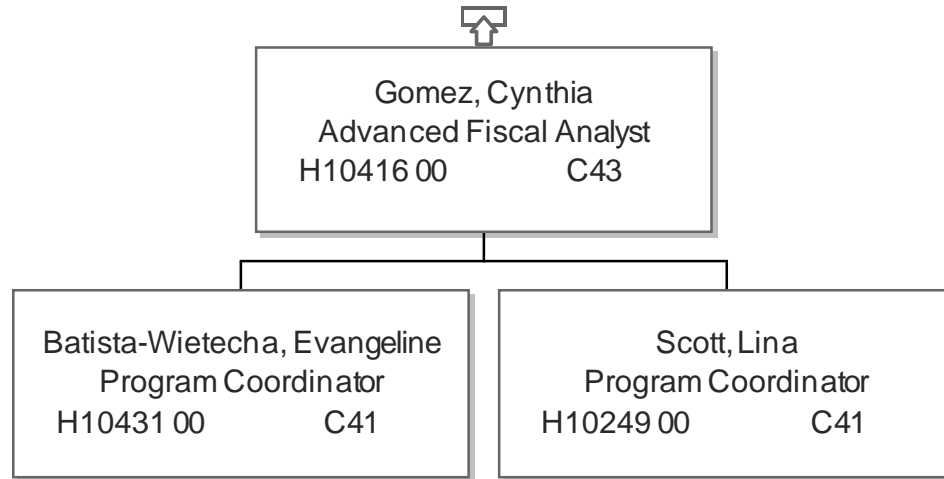 Gomez, Cynthia
Advanced Fiscal Analyst
H10416 00 C43
Batista-Wietecha, Evangeline
Program Coordinator
H10431 00 C41
Scott, Lina
Program Coordinator
H10249 00 C41